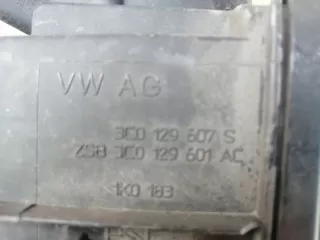 VW AG
3C0 129 607 S
ZSB 3C0 129 601 AC
1K0 183